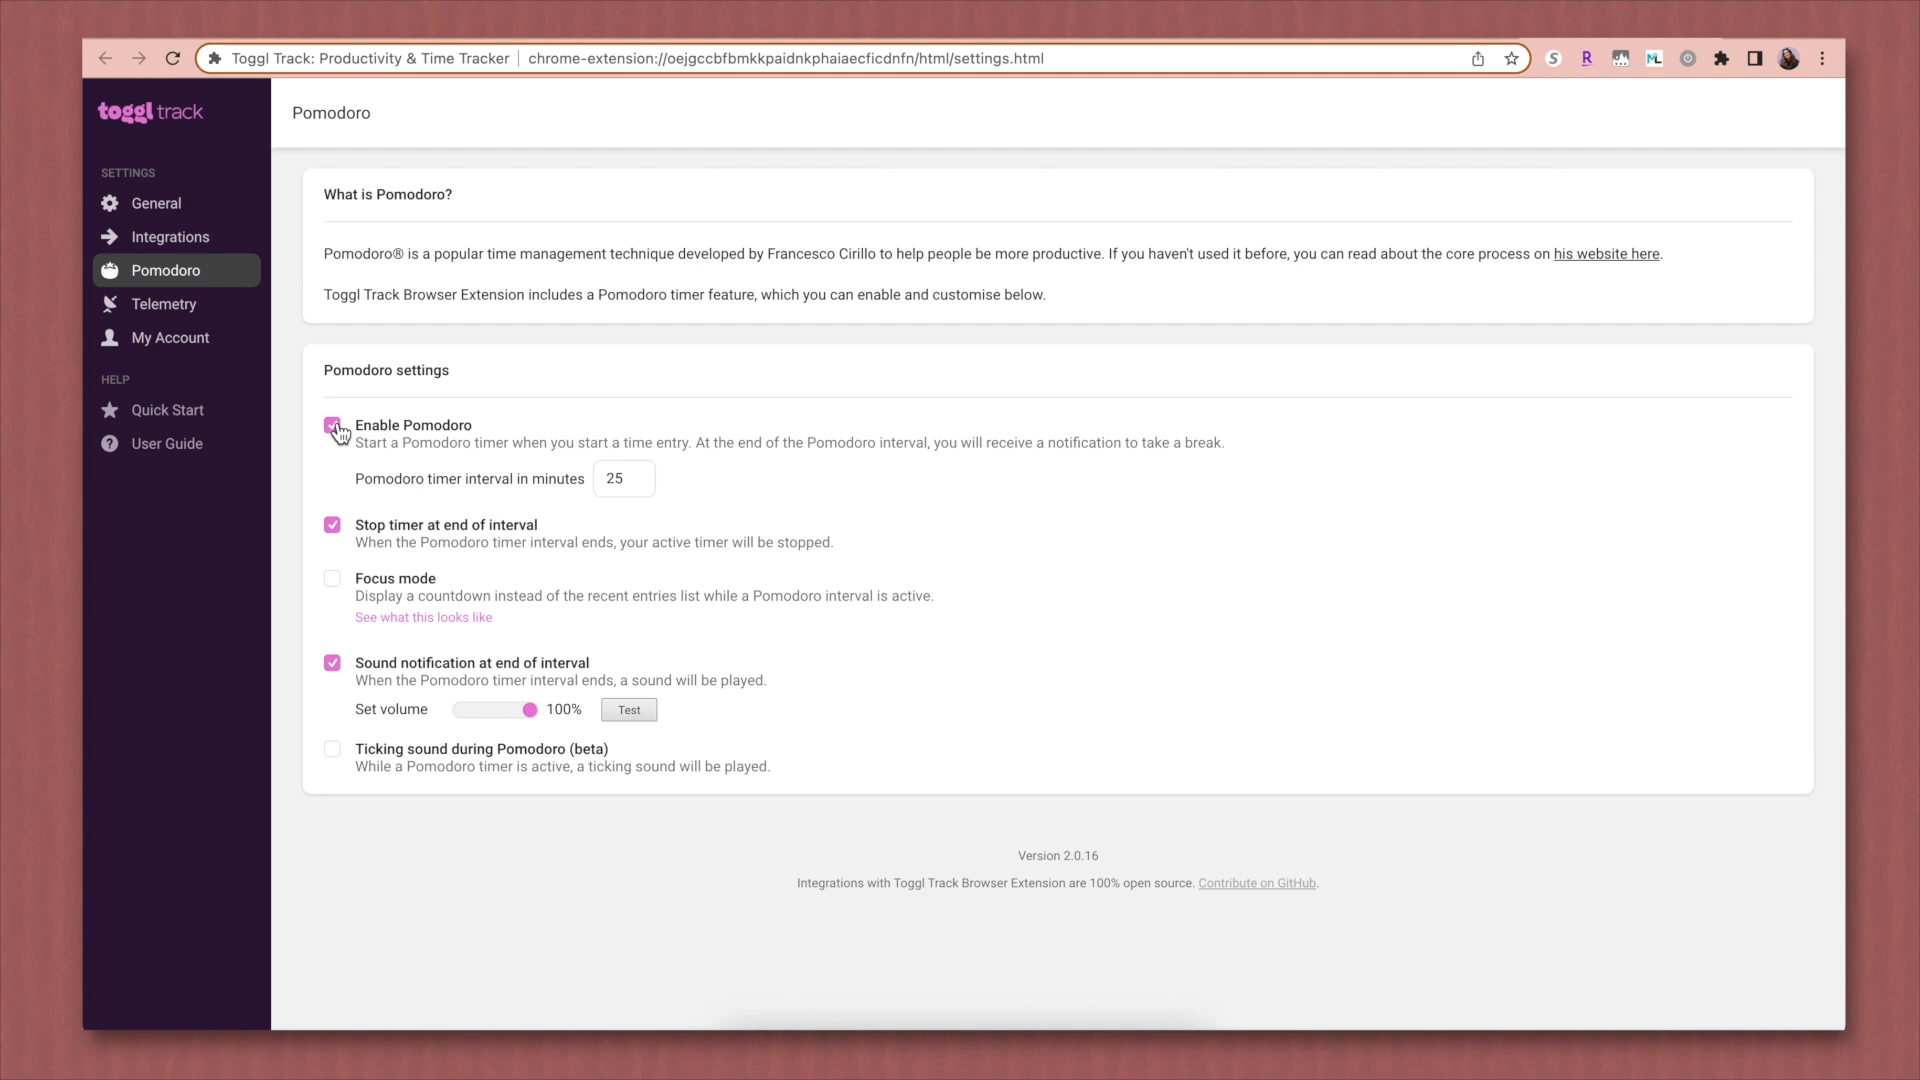 Toggl Track: Productivity & Time Tracker | chrome-extension://oejgccbfbmkkpaidnkphaiaecficdnfn/html/settings.html
S R ML
toggl track
Pomodoro
SETTINGS
General
Integrations
Pomodoro
Telemetry
My Account
HELP
Quick Start
User Guide
What is Pomodoro?
Pomodoro® is a popular time management technique developed by Francesco Cirillo to help people be more productive. If you haven't used it before, you can read about the core process on his website here.
Toggl Track Browser Extension includes a Pomodoro timer feature, which you can enable and customise below.
Pomodoro settings
Enable Pomodoro
Start a Pomodoro timer when you start a time entry. At the end of the Pomodoro interval, you will receive a notification to take a break.
Pomodoro timer interval in minutes 25
Stop timer at end of interval
When the Pomodoro timer interval ends, your active timer will be stopped.
Focus mode
Display a countdown instead of the recent entries list while a Pomodoro interval is active.
See what this looks like
Sound notification at end of interval
When the Pomodoro timer interval ends, a sound will be played.
Set volume 100% Test
Ticking sound during Pomodoro (beta)
While a Pomodoro timer is active, a ticking sound will be played.
Version 2.0.16
Integrations with Toggl Track Browser Extension are 100% open source. Contribute on GitHub.